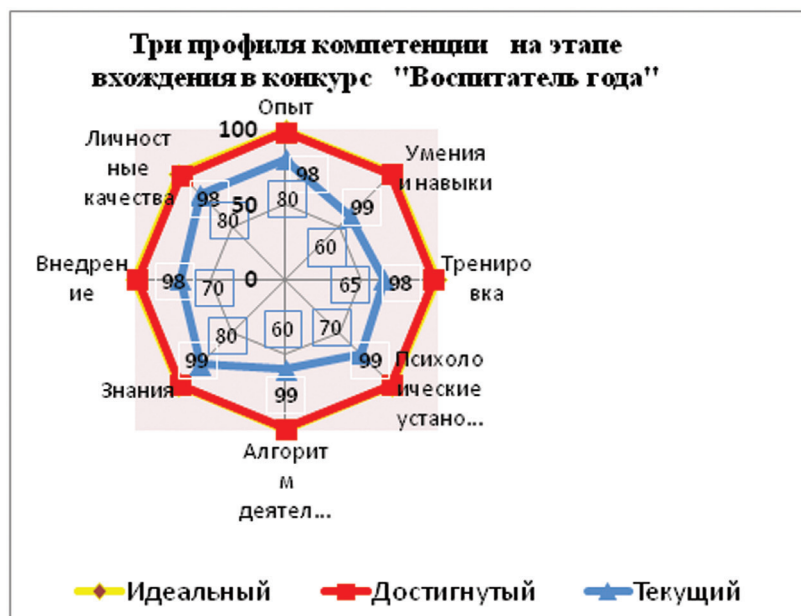 Три профиля компетенции на этапе
вхождения в конкурс "Воспитатель года"
Опыт
100
Личност
ные
качества
Умения
и навыки
98
98
99
50
80
80
60
Внедрен
ие
0
Трениро
вка
98
70
65
98
80
60
70
99
99
99
Знания
Психоло
ические
устано...
Алгорит
м
деятел...
Идеальный
Достигнутый
Текущий